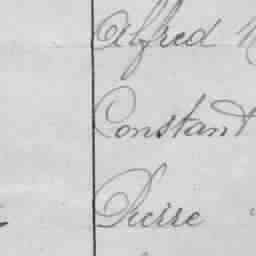 Alfred
Constant
Pierre "